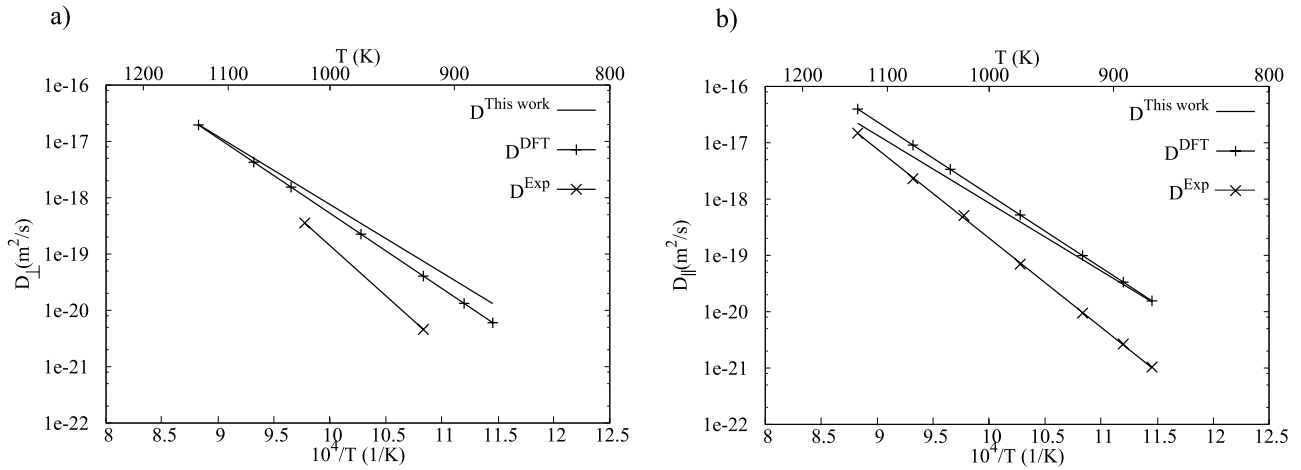 a)
T (K)
1200 1100 1000 900 800
1e-16
1e-17
1e-18
1e-19
1e-20
1e-21
1e-22
D⊥(m²/s)
D^This work
D^DFT
D^Exp
8 8.5 9 9.5 10 10.5 11 11.5 12 12.5
10⁴/T (1/K)
b)
T (K)
1200 1100 1000 900 800
1e-16
1e-17
1e-18
1e-19
1e-20
1e-21
1e-22
D∥(m²/s)
D^This work
D^DFT
D^Exp
8 8.5 9 9.5 10 10.5 11 11.5 12 12.5
10⁴/T (1/K)